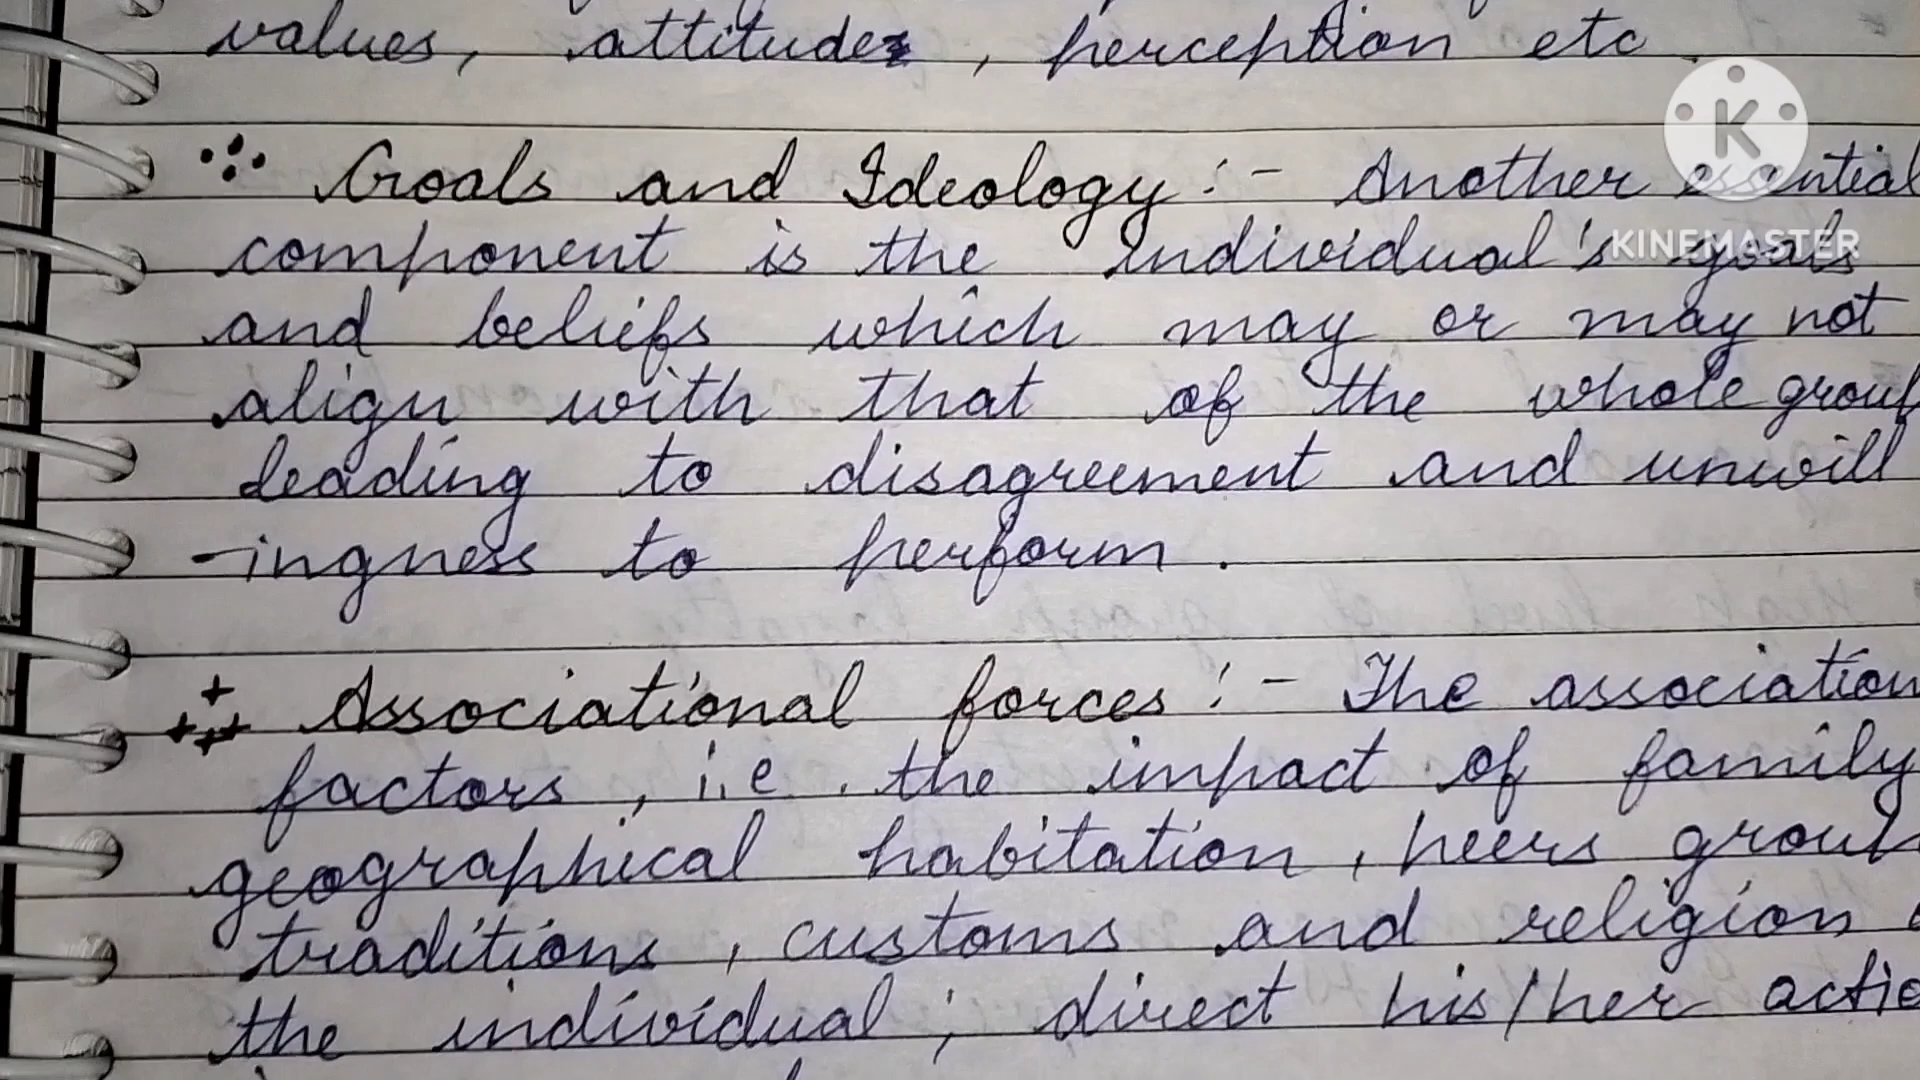 values, attitudes, perception etc.
Goals and Ideology :- Another essential
component is the individual's goals
and beliefs which may or may not
align with that of the whole group
leading to disagreement and unwill
-ingness to perform.
Associational forces :- The association
factors, i.e. the impact of family
geographical habitation, peers group
traditions, customs and religion
the individual ; direct his/her actio
K
KINEMASTER